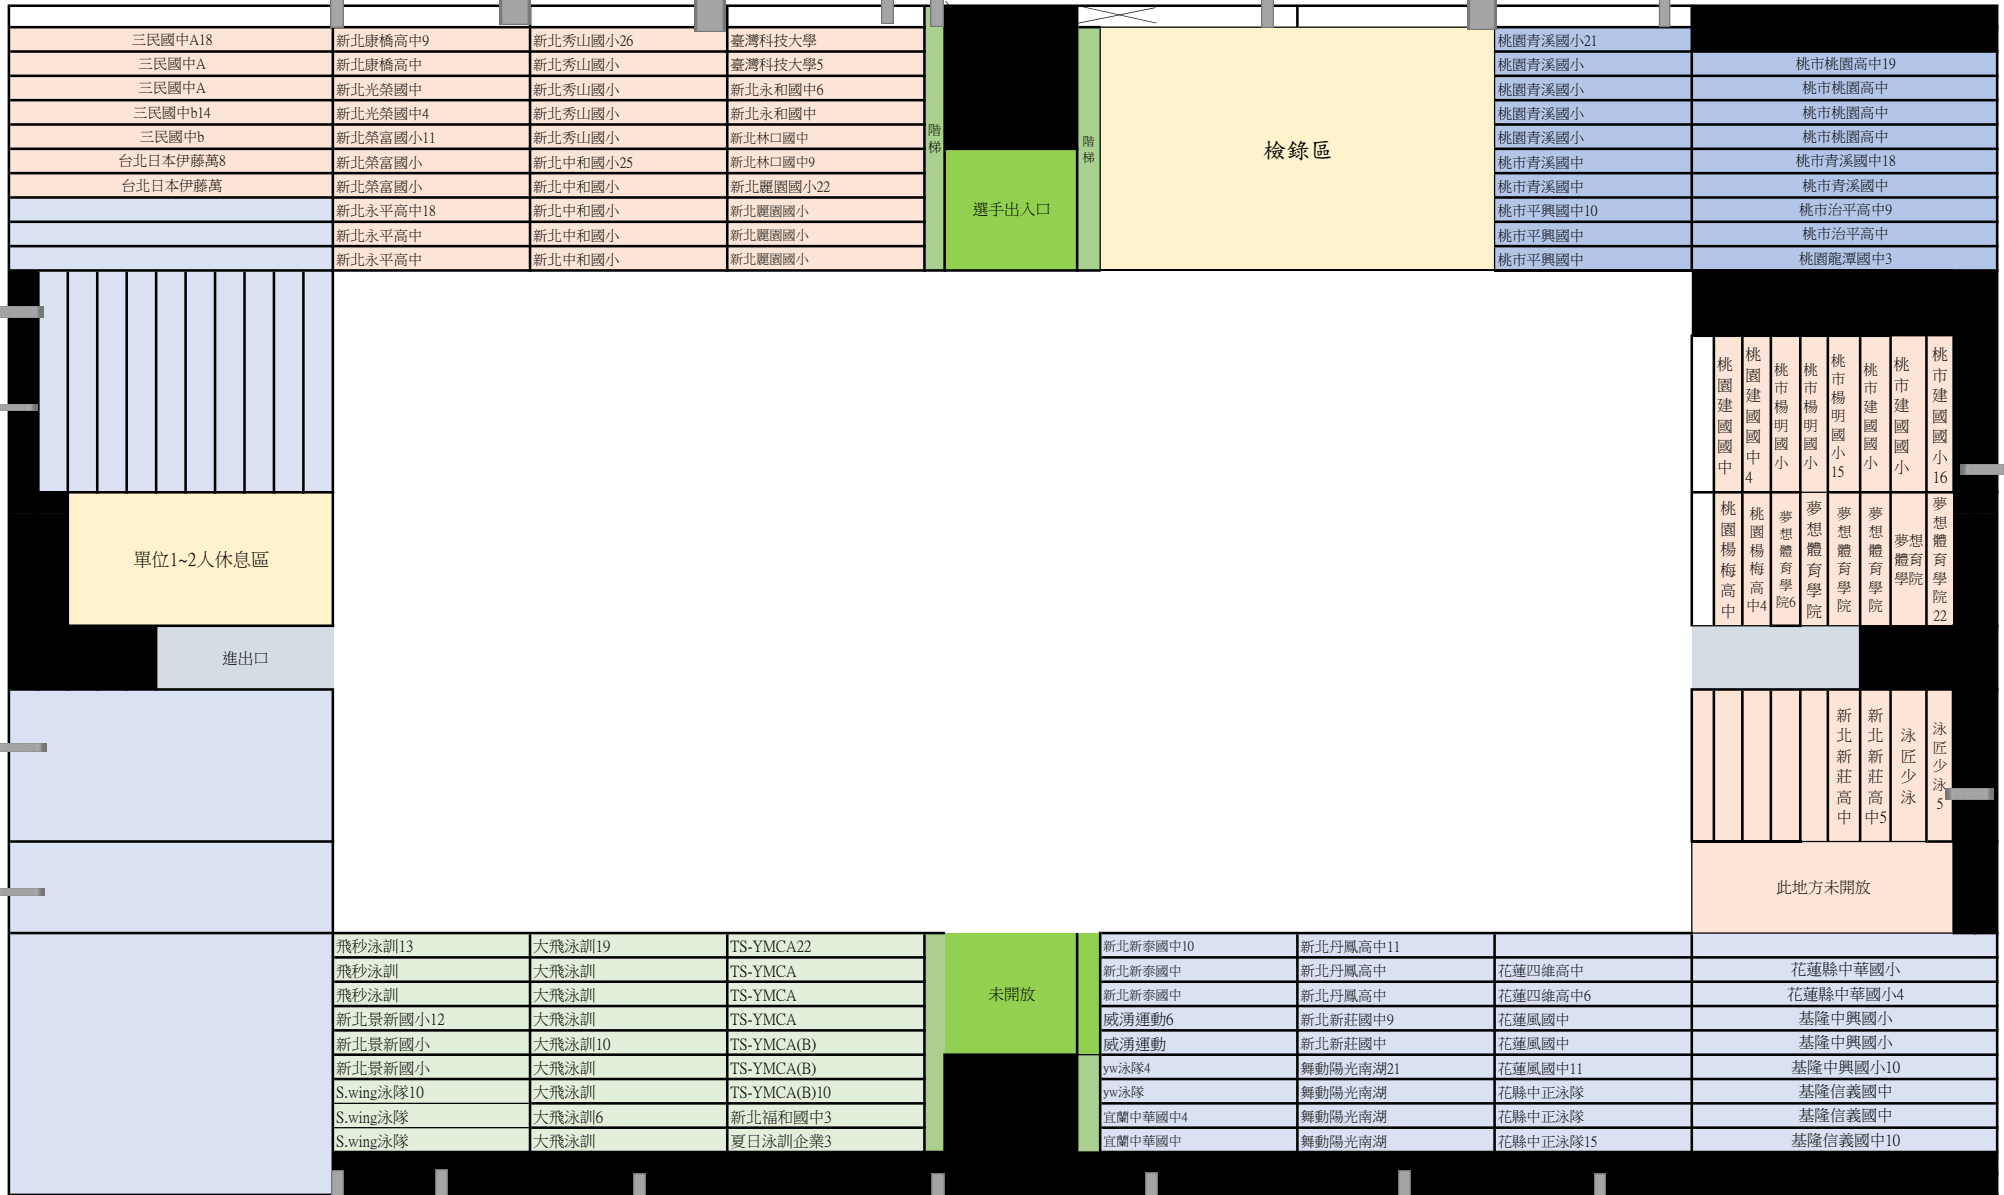 三民國中A18
三民國中A
三民國中A
三民國中b14
三民國中b
台北日本伊藤萬8
台北日本伊藤萬
新北康橋高中9
新北康橋高中
新北光榮國中
新北光榮國中4
新北榮富國小11
新北榮富國小
新北榮富國小
新北永平高中18
新北永平高中
新北永平高中
新北秀山國小26
新北秀山國小
新北秀山國小
新北秀山國小
新北秀山國小
新北中和國小25
新北中和國小
新北中和國小
新北中和國小
新北中和國小
臺灣科技大學
臺灣科技大學5
新北永和國中6
新北永和國中
新北林口國中
新北林口國中9
新北麗園國小22
新北麗園國小
新北麗園國小
新北麗園國小
階梯
選手出入口
階梯
檢錄區
桃園青溪國小21
桃園青溪國小
桃園青溪國小
桃園青溪國小
桃園青溪國小
桃市青溪國中
桃市青溪國中
桃市平興國中10
桃市平興國中
桃市平興國中
桃市桃園高中19
桃市桃園高中
桃市桃園高中
桃市桃園高中
桃市青溪國中18
桃市青溪國中
桃市治平高中9
桃市治平高中
桃園龍潭國中3
桃園建國國中
桃園建國國中4
桃市楊明國小
桃市楊明國小
桃市楊明國小15
桃市建國國小
桃市建國國小
桃市建國國小16
桃園楊梅高中
桃園楊梅高中4
夢想體育學院6
夢想體育學院
夢想體育學院
夢想體育學院
夢想體育學院
夢想體育學院22
單位1~2人休息區
進出口
新北新莊高中
新北新莊高中5
泳匠少泳
泳匠少泳5
此地方未開放
飛秒泳訓13
飛秒泳訓
飛秒泳訓
新北景新國小12
新北景新國小
新北景新國小
S.wing泳隊10
S.wing泳隊
S.wing泳隊
大飛泳訓19
大飛泳訓
大飛泳訓
大飛泳訓
大飛泳訓10
大飛泳訓
大飛泳訓
大飛泳訓6
大飛泳訓
TS-YMCA22
TS-YMCA
TS-YMCA
TS-YMCA
TS-YMCA(B)
TS-YMCA(B)
TS-YMCA(B)10
新北福和國中3
夏日泳訓企業3
未開放
新北新泰國中10
新北新泰國中
新北新泰國中
威湧運動6
威湧運動
yw泳隊4
yw泳隊
宜蘭中華國中4
宜蘭中華國中
新北丹鳳高中11
新北丹鳳高中
新北丹鳳高中
新北新莊國中9
新北新莊國中
舞動陽光南湖21
舞動陽光南湖
舞動陽光南湖
舞動陽光南湖
花蓮四維高中
花蓮四維高中6
花蓮風國中
花蓮風國中
花蓮風國中11
花縣中正泳隊
花縣中正泳隊
花縣中正泳隊15
花蓮縣中華國小
花蓮縣中華國小4
基隆中興國小
基隆中興國小
基隆中興國小10
基隆信義國中
基隆信義國中
基隆信義國中10